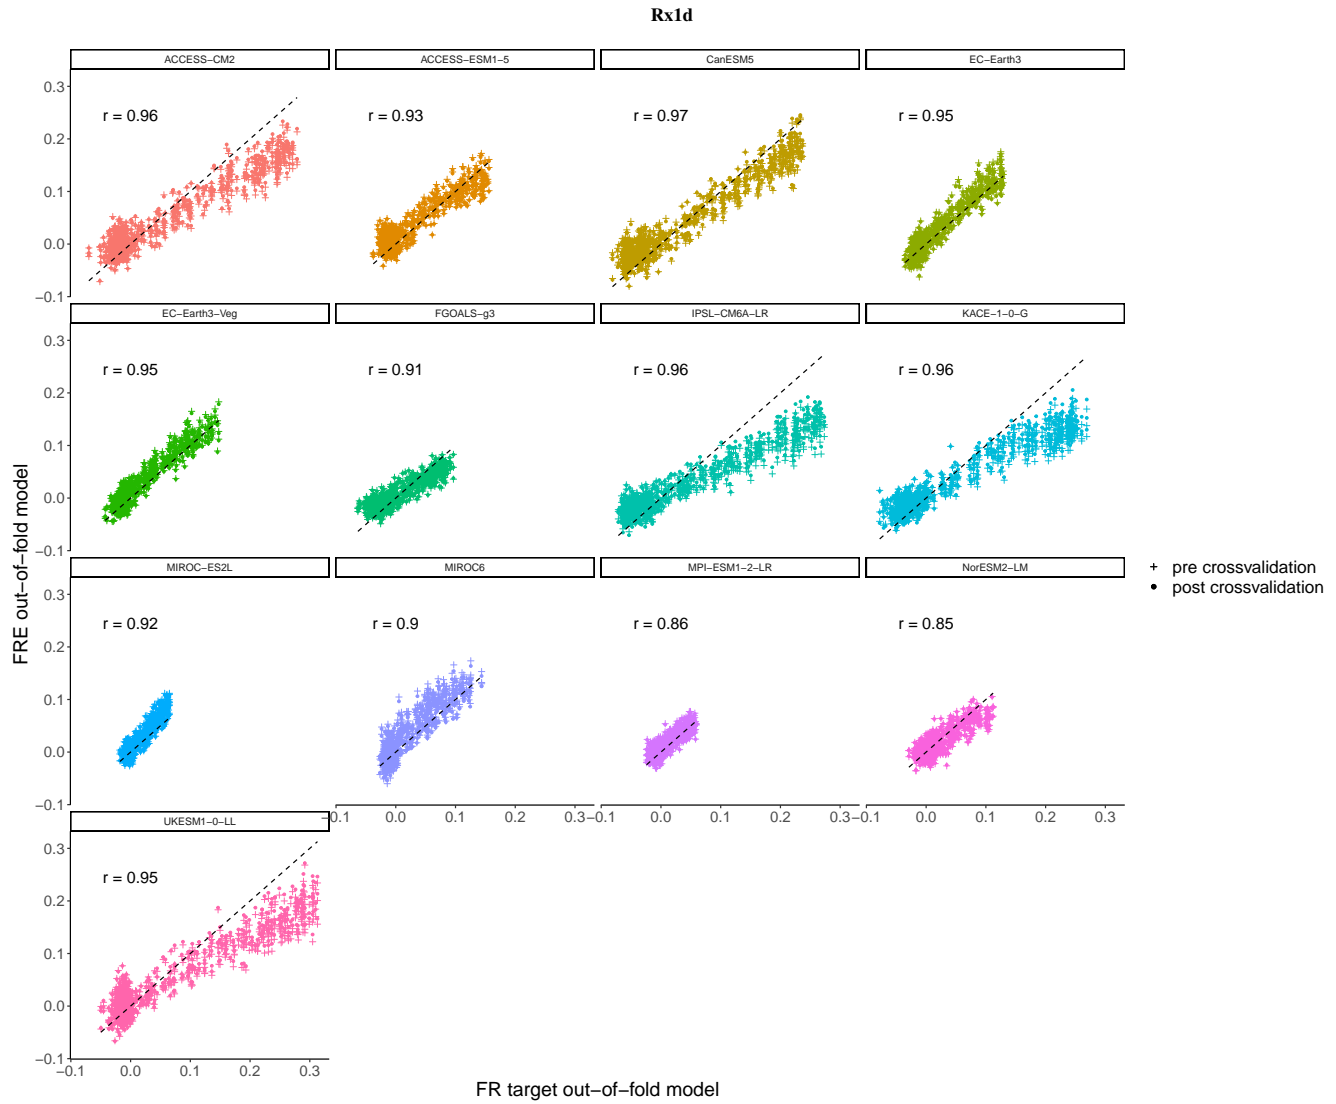 Rx1d
ACCESS−CM2 ACCESS−ESM1−5 CanESM5 EC−Earth3
0.3
0.2
0.1
0.0
−0.1
r = 0.96 r = 0.93 r = 0.97 r = 0.95
EC−Earth3−Veg FGOALS−g3 IPSL−CM6A−LR KACE−1−0−G
0.3
0.2
0.1
0.0
−0.1
r = 0.95 r = 0.91 r = 0.96 r = 0.96
MIROC−ES2L MIROC6 MPI−ESM1−2−LR NorESM2−LM
0.3
0.2
0.1
0.0
−0.1
r = 0.92 r = 0.9 r = 0.86 r = 0.85
−0.1 0.0 0.1 0.2 0.3 −0.1 0.0 0.1 0.2 0.3 −0.1 0.0 0.1 0.2 0.3
UKESM1−0−LL
0.3
0.2
0.1
0.0
−0.1
r = 0.95
−0.1 0.0 0.1 0.2 0.3
FRE out−of−fold model
FR target out−of−fold model
pre crossvalidation
post crossvalidation